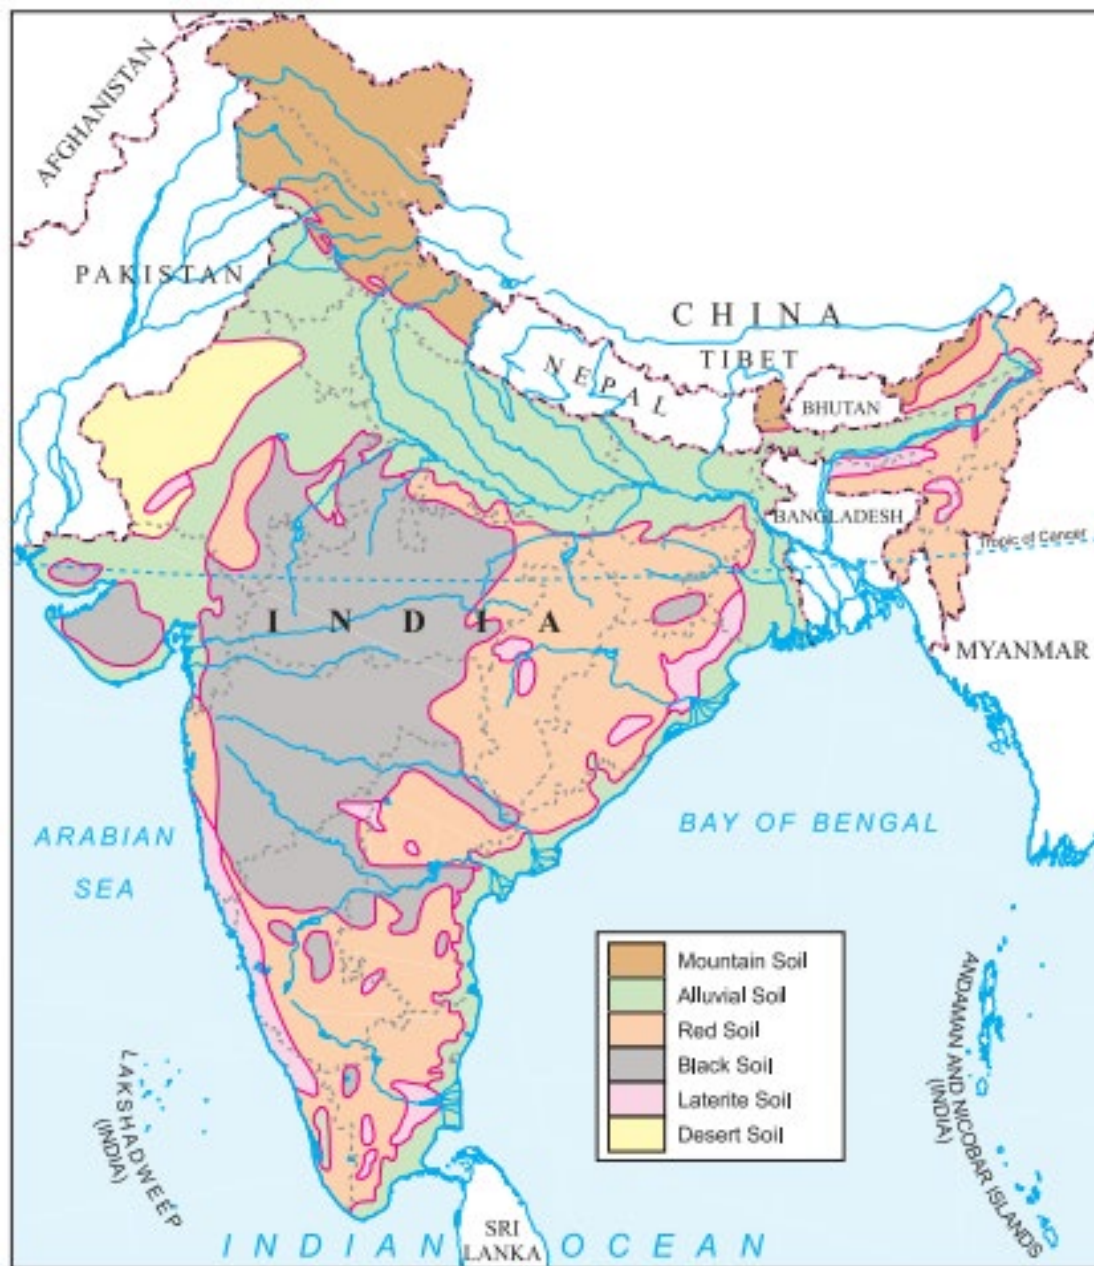 AFGHANISTAN
PAKISTAN
CHINA
TIBET
NEPAL
BHUTAN
BANGLADESH
Tropic of Cancer
INDIA
MYANMAR
ARABIAN
SEA
BAY OF BENGAL
Mountain Soil
Alluvial Soil
Red Soil
Black Soil
Laterite Soil
Desert Soil
LAKSHADWEEP
(INDIA)
ANDAMAN AND NICOBAR ISLANDS
(INDIA)
SRI
LANKA
INDIAN OCEAN